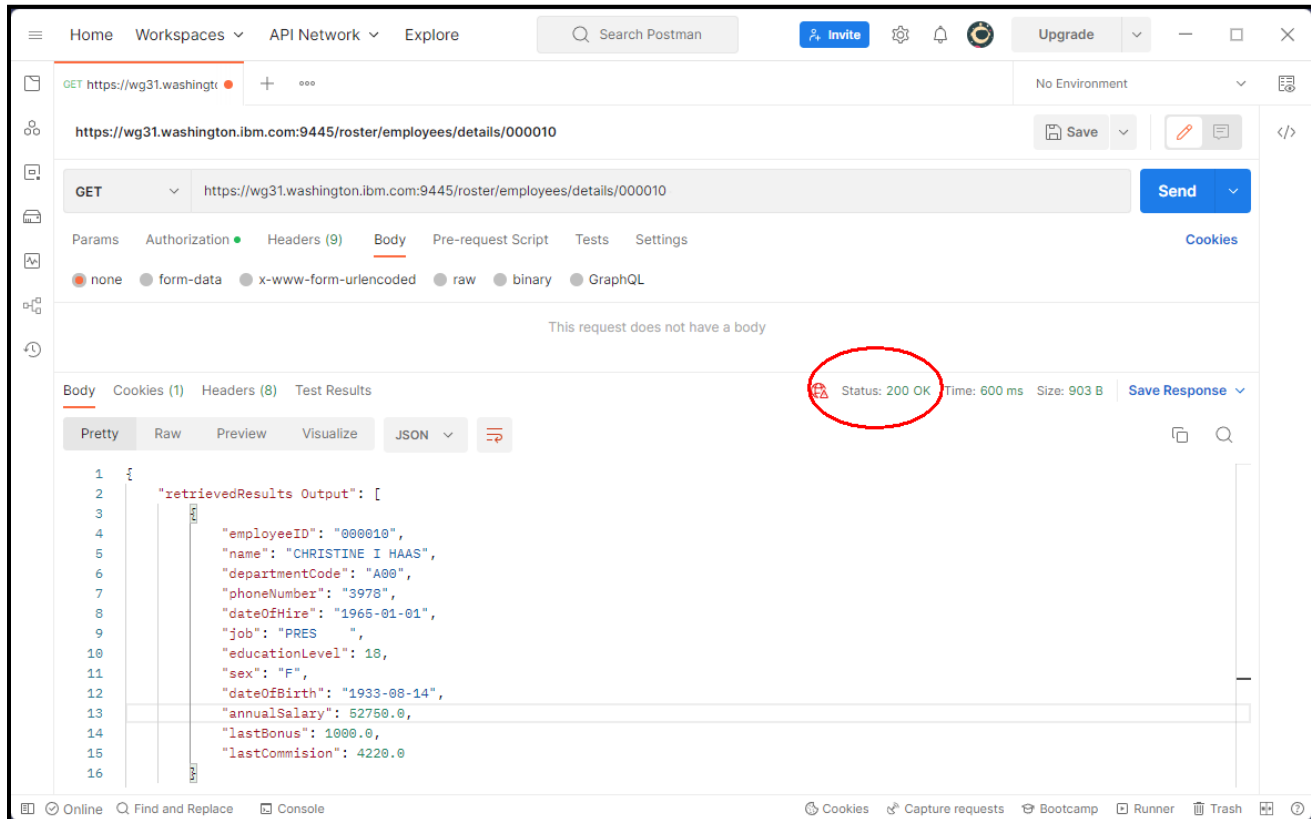 Home Workspaces API Network Explore Search Postman Invite Upgrade
GET https://wg31.washingtc No Environment
https://wg31.washington.ibm.com:9445/roster/employees/details/000010 Save
GET https://wg31.washington.ibm.com:9445/roster/employees/details/000010 Send
Params Authorization Headers (9) Body Pre-request Script Tests Settings Cookies
none form-data x-www-form-urlencoded raw binary GraphQL
This request does not have a body
Body Cookies (1) Headers (8) Test Results Status: 200 OK Time: 600 ms Size: 903 B Save Response
Pretty Raw Preview Visualize JSON
1 {
2 "retrievedResults Output": [
3 {
4 "employeeID": "000010",
5 "name": "CHRISTINE I HAAS",
6 "departmentCode": "A00",
7 "phoneNumber": "3978",
8 "dateOfHire": "1965-01-01",
9 "job": "PRES    ",
10 "educationLevel": 18,
11 "sex": "F",
12 "dateOfBirth": "1933-08-14",
13 "annualSalary": 52750.0,
14 "lastBonus": 1000.0,
15 "lastCommision": 4220.0
16 }
Online Find and Replace Console Cookies Capture requests Bootcamp Runner Trash